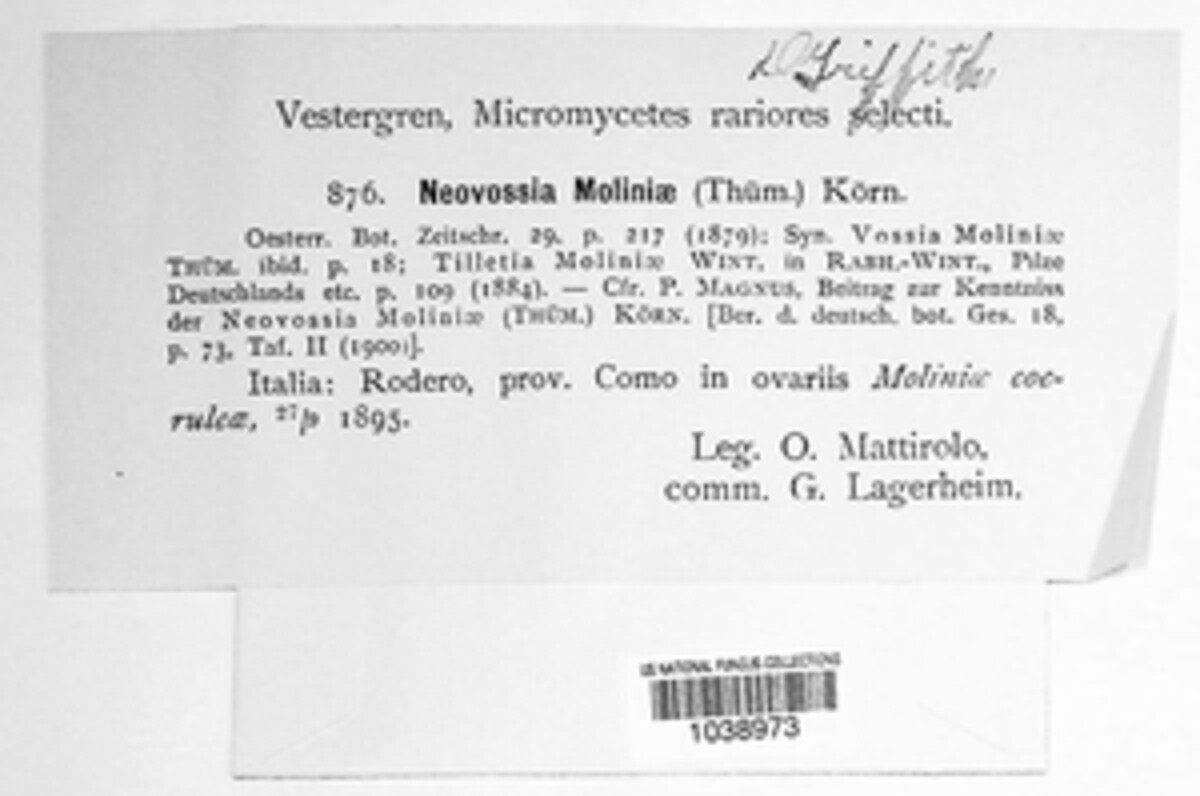 D Griffiths
Vestergren, Micromycetes rariores selecti.
876. Neovossia Moliniæ (Thüm.) Körn.
Oesterr. Bot. Zeitschr. 29, p. 217 (1879); Syn. Vossia Moliniæ
THÜM. ibid. p. 18; Tilletia Moliniæ WINT. in RABH.-WINT., Pilze
Deutschlands etc. p. 109 (1884). — Cfr. P. MAGNUS, Beitrag zur Kenntniss
der Neovossia Moliniæ (THÜM.) KÖRN. [Ber. d. deutsch. bot. Ges. 18,
p. 73, Taf. II (1900)].
Italia: Rodero, prov. Como in ovariis Moliniæ coe-
ruleæ, 27/ 1895.
Leg. O. Mattirolo,
comm. G. Lagerheim.
US NATIONAL FUNGUS COLLECTIONS
1038973